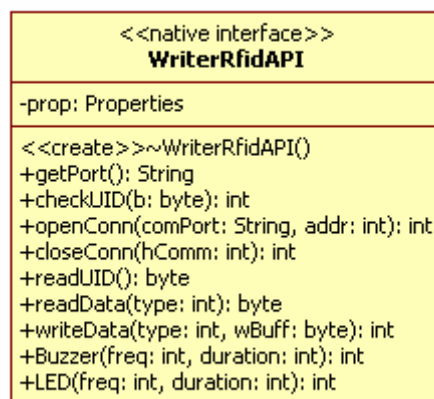 <<native interface>>
WriterRfidAPI
-prop: Properties
<<create>>~WriterRfidAPI()
+getPort(): String
+checkUID(b: byte): int
+openConn(comPort: String, addr: int): int
+closeConn(hComm: int): int
+readUID(): byte
+readData(type: int): byte
+writeData(type: int, wBuff: byte): int
+Buzzer(freq: int, duration: int): int
+LED(freq: int, duration: int): int